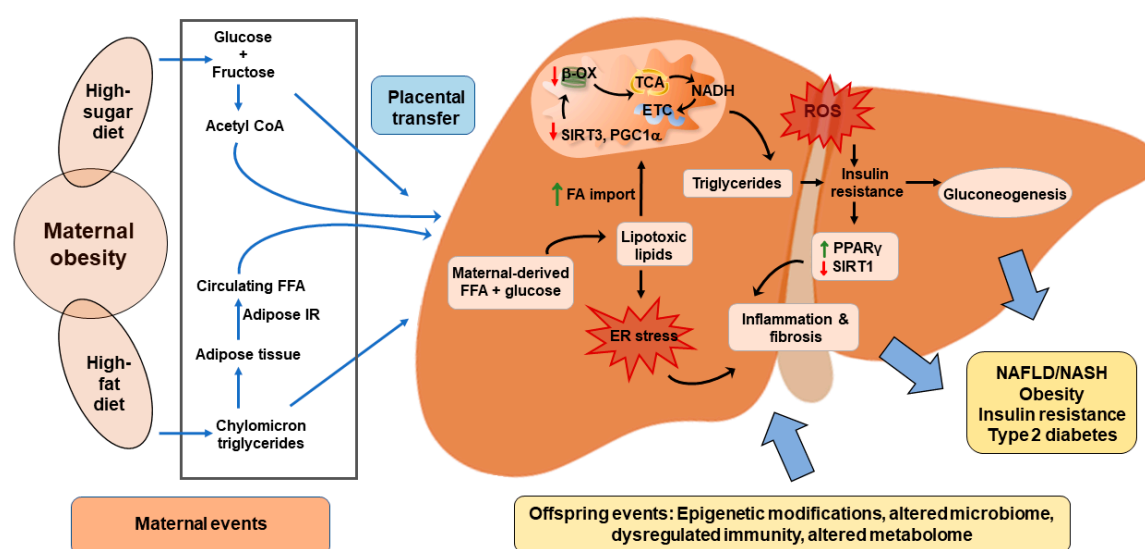 High-
sugar
diet
Maternal
obesity
High-
fat
diet
Glucose
+
Fructose
Acetyl CoA
Circulating FFA
Adipose IR
Adipose tissue
Chylomicron
triglycerides
Maternal events
Placental
transfer
β-OX
TCA
NADH
ETC
SIRT3, PGC1α
FA import
Lipotoxic
lipids
Maternal-derived
FFA + glucose
ER stress
Triglycerides
ROS
Insulin
resistance
Gluconeogenesis
PPARγ
SIRT1
Inflammation &
fibrosis
NAFLD/NASH
Obesity
Insulin resistance
Type 2 diabetes
Offspring events: Epigenetic modifications, altered microbiome,
dysregulated immunity, altered metabolome